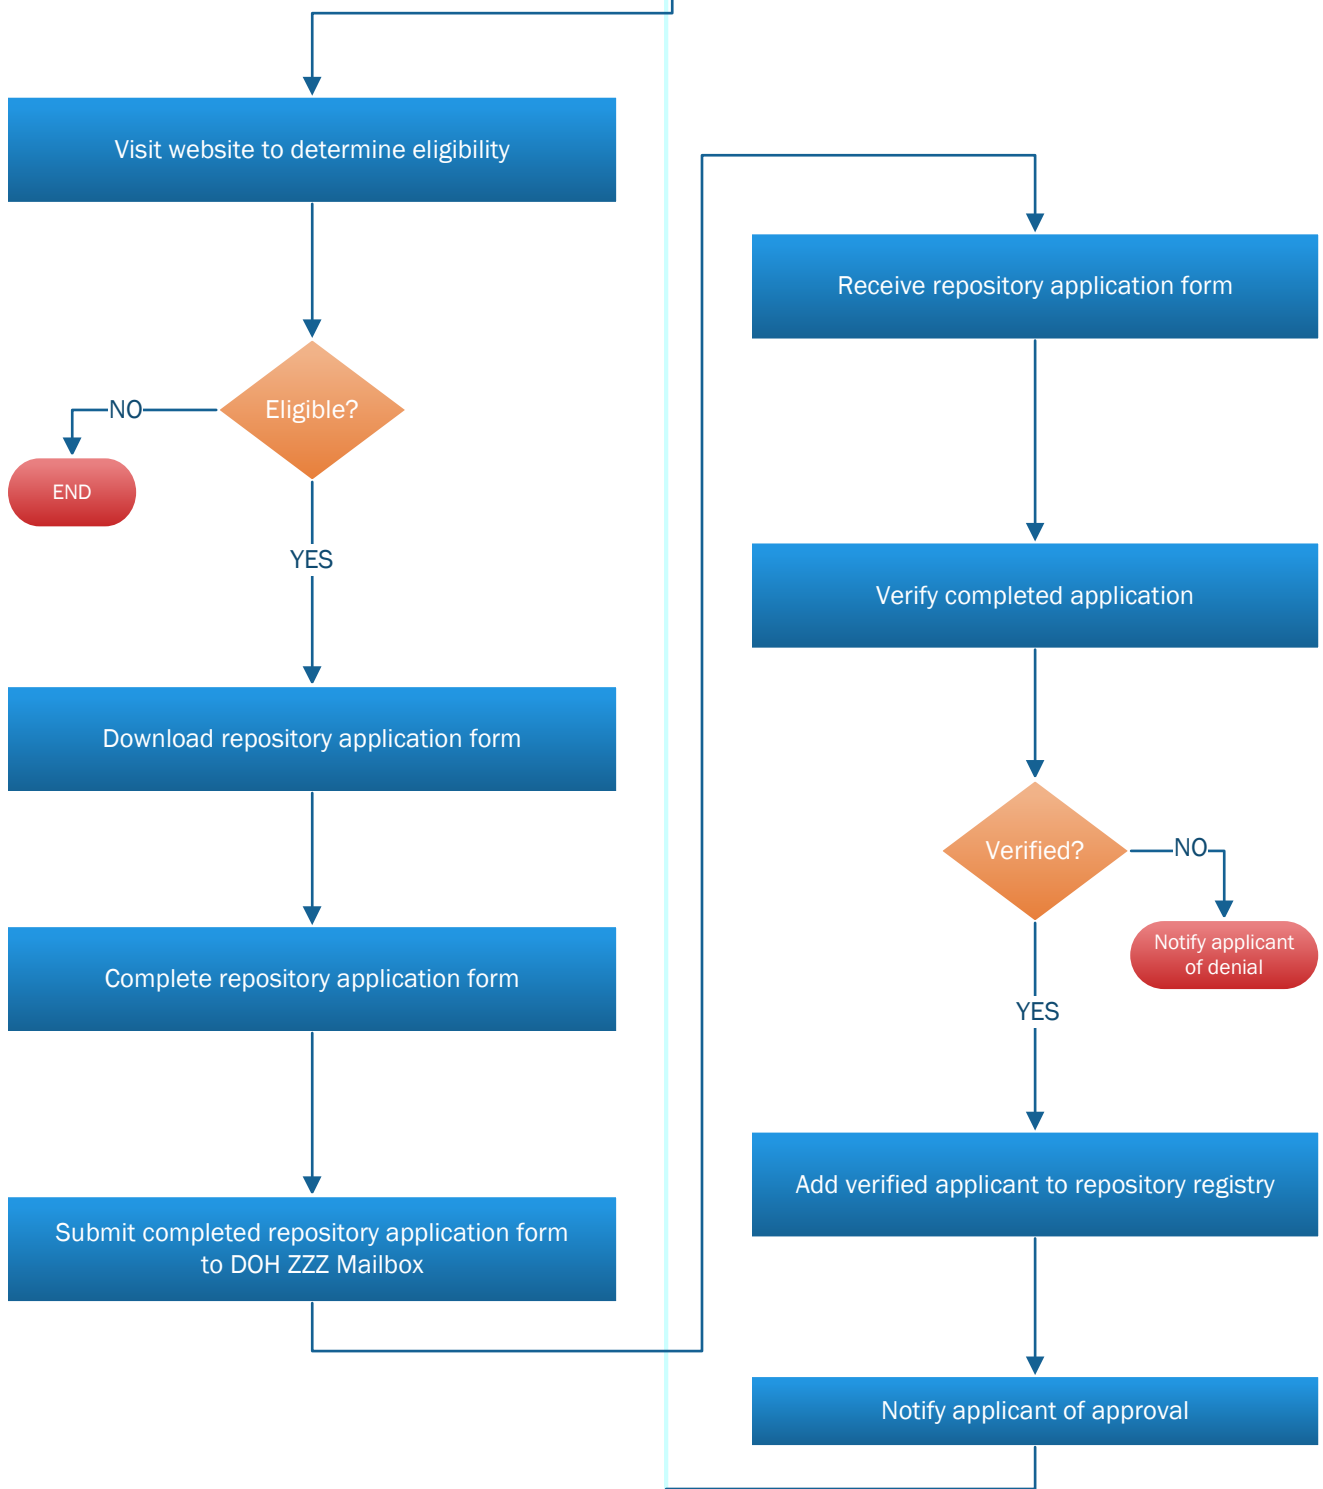 Visit website to determine eligibility
Eligible?
NO
END
YES
Download repository application form
Complete repository application form
Submit completed repository application form
to DOH ZZZ Mailbox
Receive repository application form
Verify completed application
Verified?
NO
Notify applicant
of denial
YES
Add verified applicant to repository registry
Notify applicant of approval